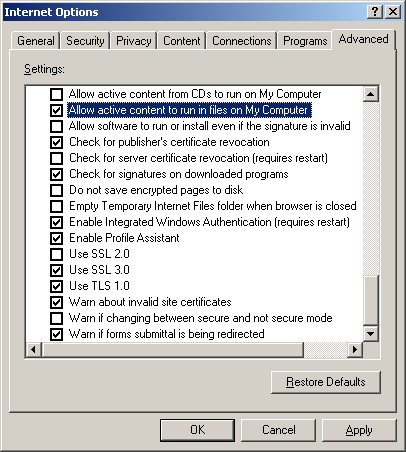 Internet Options
General Security Privacy Content Connections Programs Advanced
Settings:
Allow active content from CDs to run on My Computer
Allow active content to run in files on My Computer
Allow software to run or install even if the signature is invalid
Check for publisher's certificate revocation
Check for server certificate revocation (requires restart)
Check for signatures on downloaded programs
Do not save encrypted pages to disk
Empty Temporary Internet Files folder when browser is closed
Enable Integrated Windows Authentication (requires restart)
Enable Profile Assistant
Use SSL 2.0
Use SSL 3.0
Use TLS 1.0
Warn about invalid site certificates
Warn if changing between secure and not secure mode
Warn if forms submittal is being redirected
Restore Defaults
OK Cancel Apply